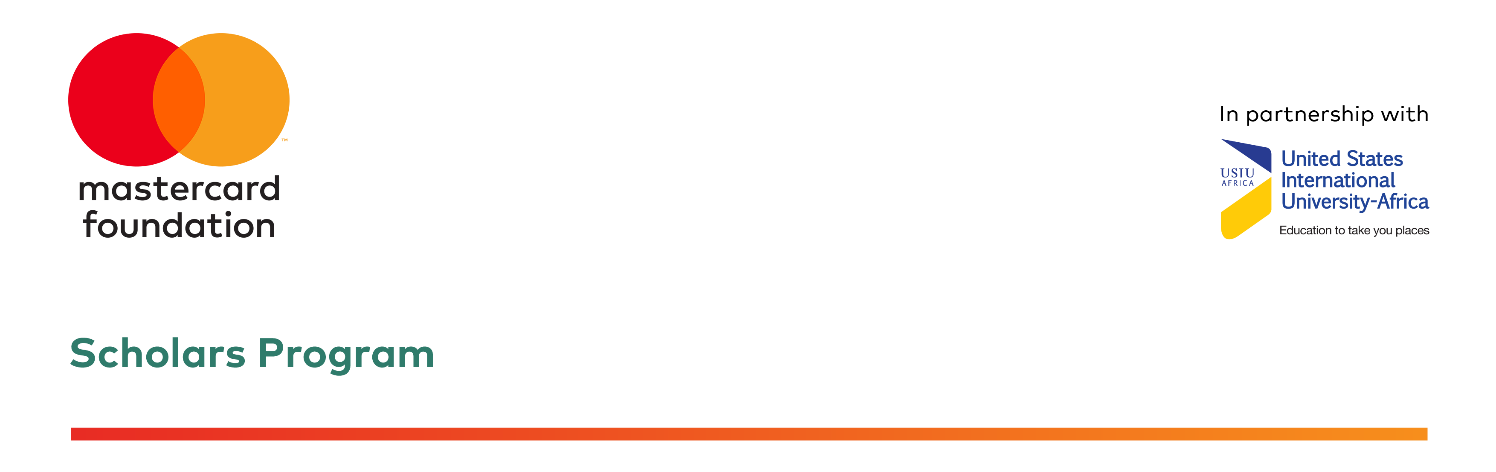 mastercard
foundation
In partnership with
USIU
AFRICA
United States
International
University-Africa
Education to take you places
Scholars Program